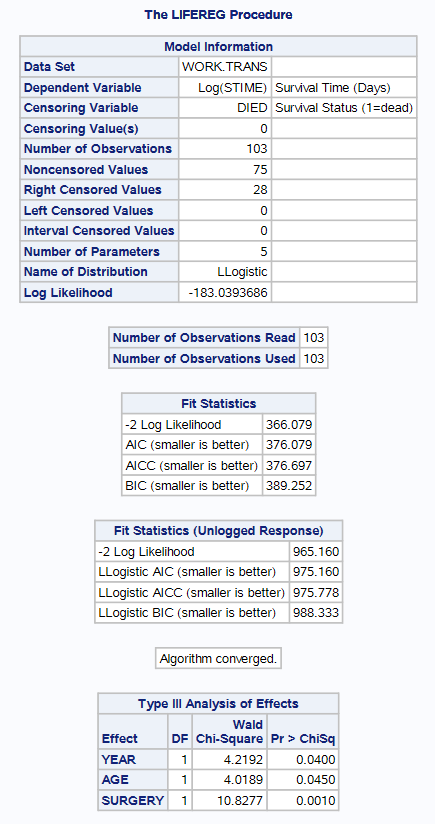 The LIFEREG Procedure
Model Information
Data Set WORK.TRANS
Dependent Variable Log(STIME) Survival Time (Days)
Censoring Variable DIED Survival Status (1=dead)
Censoring Value(s) 0
Number of Observations 103
Noncensored Values 75
Right Censored Values 28
Left Censored Values 0
Interval Censored Values 0
Number of Parameters 5
Name of Distribution LLogistic
Log Likelihood -183.0393686
Number of Observations Read 103
Number of Observations Used 103
Fit Statistics
-2 Log Likelihood 366.079
AIC (smaller is better) 376.079
AICC (smaller is better) 376.697
BIC (smaller is better) 389.252
Fit Statistics (Unlogged Response)
-2 Log Likelihood 965.160
LLogistic AIC (smaller is better) 975.160
LLogistic AICC (smaller is better) 975.778
LLogistic BIC (smaller is better) 988.333
Algorithm converged.
Type III Analysis of Effects
Wald
Effect DF Chi-Square Pr > ChiSq
YEAR 1 4.2192 0.0400
AGE 1 4.0189 0.0450
SURGERY 1 10.8277 0.0010